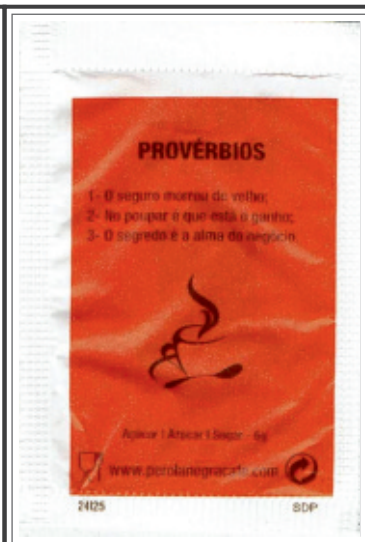 PROVÉRBIOS
1- O seguro morreu de velho;
2- No poupar é que está o ganho;
3- O segredo é a alma do negócio.
Açúcar | Azúcar | Sugar - 6g
www.perolanegracafe.com
24125 SDP